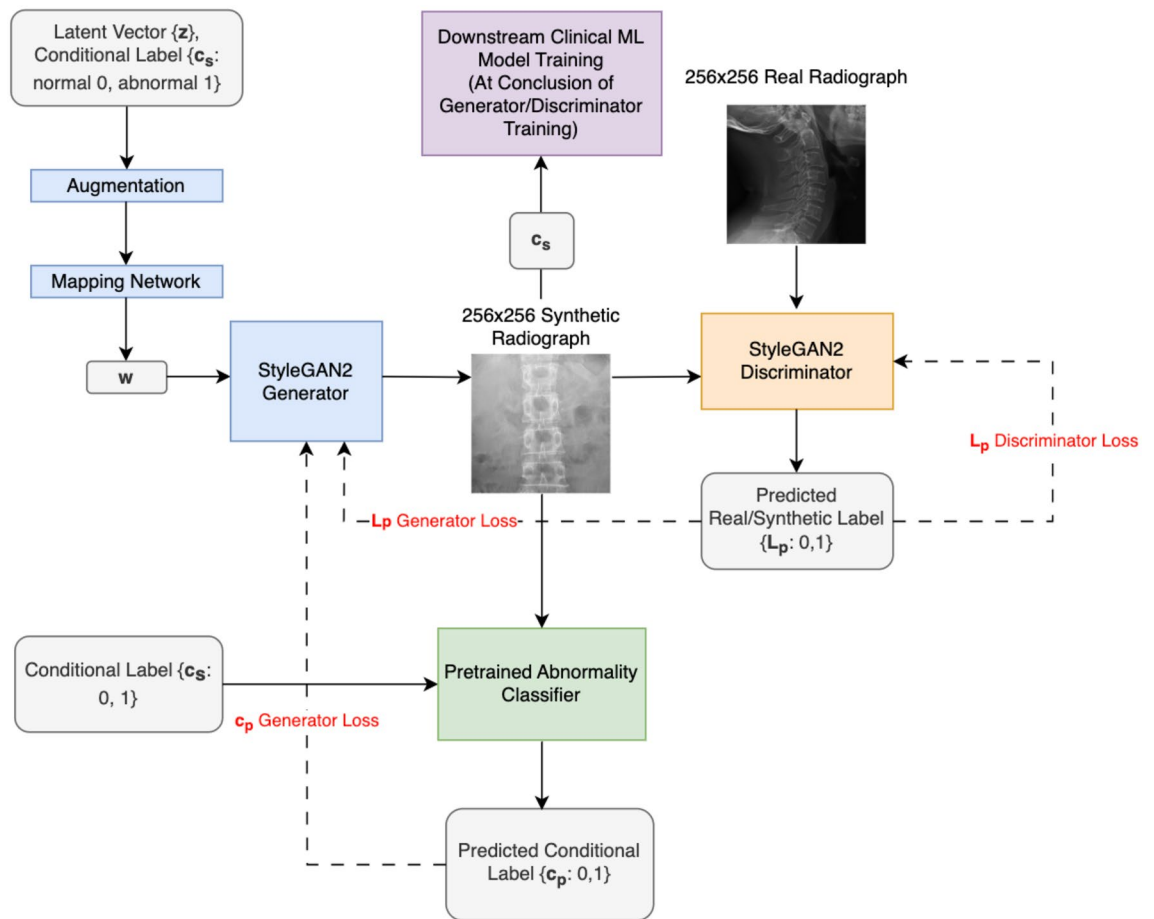 Latent Vector {z},
Conditional Label {cs:
normal 0, abnormal 1}
Augmentation
Mapping Network
w
StyleGAN2
Generator
Downstream Clinical ML
Model Training
(At Conclusion of
Generator/Discriminator
Training)
cs
256x256 Synthetic
Radiograph
256x256 Real Radiograph
StyleGAN2
Discriminator
Lp Discriminator Loss
Predicted
Real/Synthetic Label
{Lp: 0,1}
Lp Generator Loss
Conditional Label {cs:
0, 1}
cp Generator Loss
Pretrained Abnormality
Classifier
Predicted Conditional
Label {cp: 0,1}